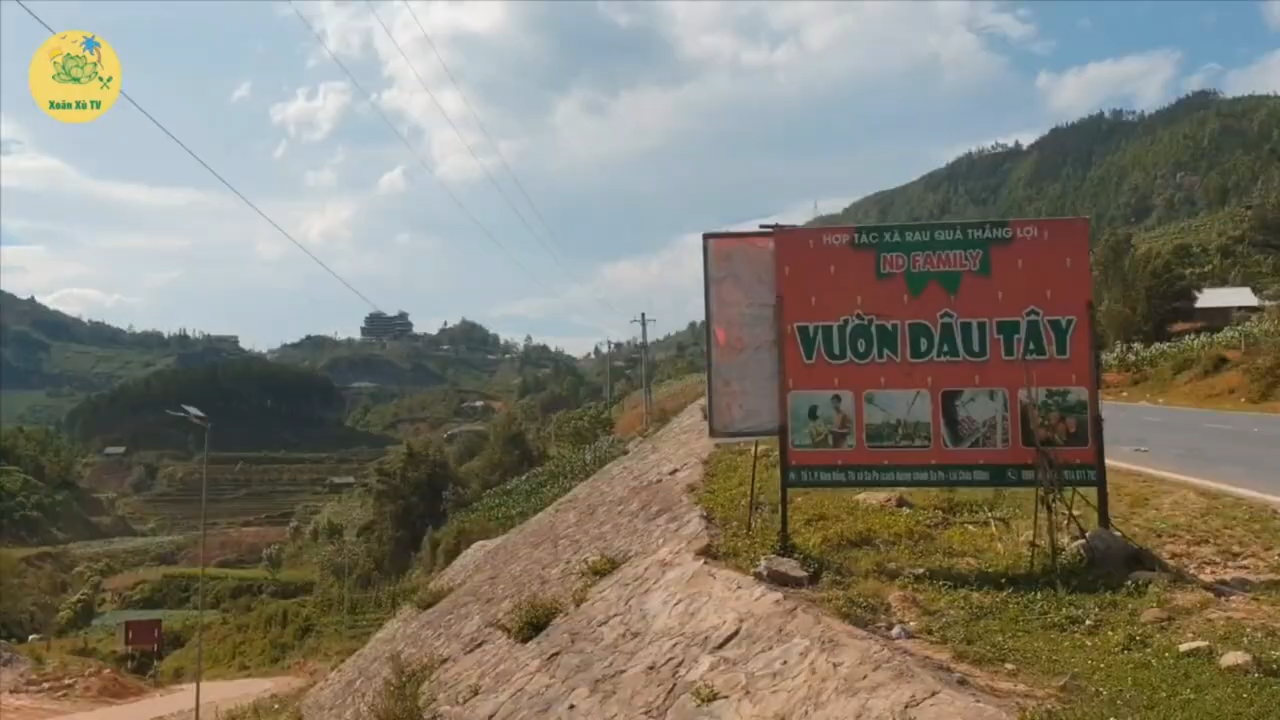 Xoăn Xù TV
HỢP TÁC XÃ RAU QUẢ THẮNG LỢI
ND FAMILY
VƯỜN DÂU TÂY